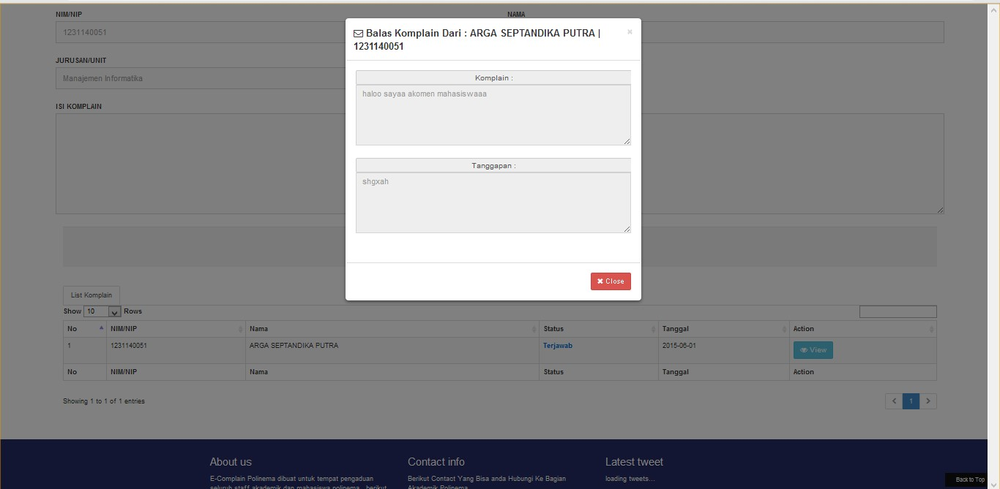 NIM/NIP
NAMA
1231140051
JURUSAN/UNIT
Manajemen Informatika
ISI KOMPLAIN
Balas Komplain Dari : ARGA SEPTANDIKA PUTRA |
1231140051
Komplain :
haloo sayaa akomen mahasiswaaa
Tanggapan :
shgxah
Close
List Komplain
Show 10 Rows
No NIM/NIP Nama Status Tanggal Action
1 1231140051 ARGA SEPTANDIKA PUTRA Terjawab 2015-06-01 View
No NIM/NIP Nama Status Tanggal Action
Showing 1 to 1 of 1 entries
1
About us
E-Complain Polinema dibuat untuk tempat pengaduan
seluruh staff akademik dan mahasiswa polinema , berikut
Contact info
Berikut Contact Yang Bisa anda Hubungi Ke Bagian
Akademik Polinema
Latest tweet
loading tweets...
Back to Top